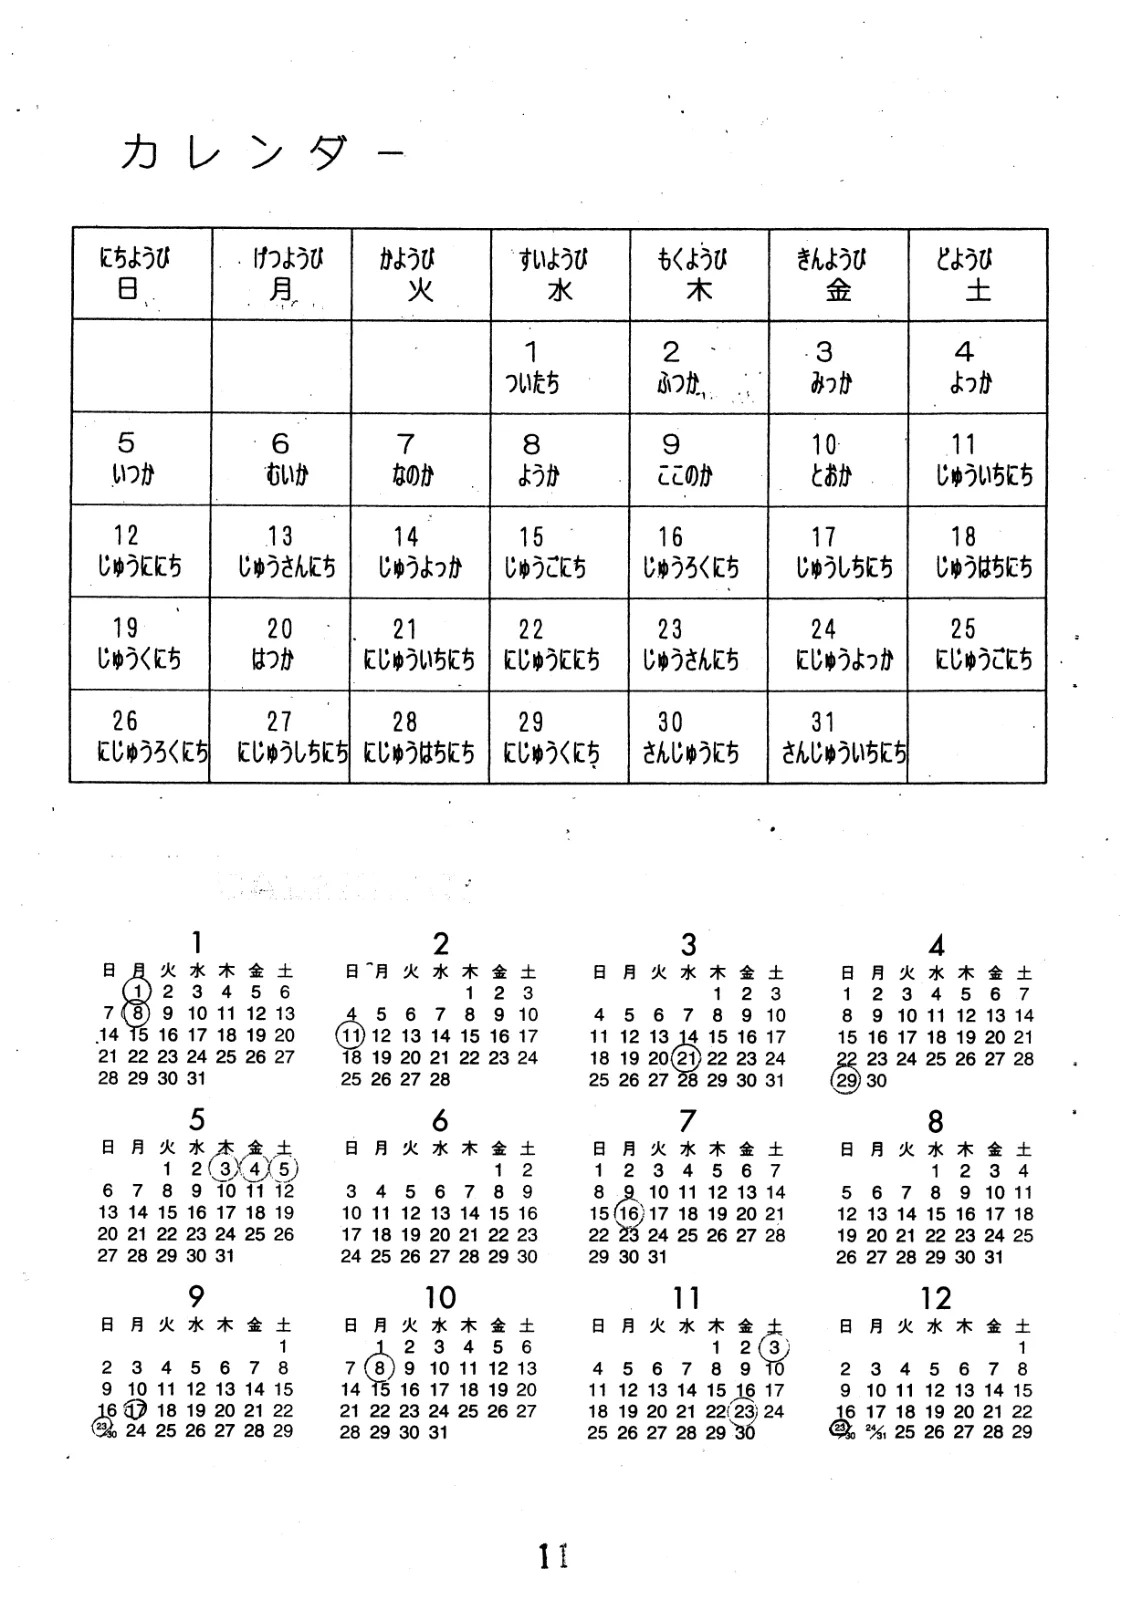 カレンダー
にちようび げつようび かようび すいようび もくようび きんようび どようび
日 月 火 水 木 金 土
1 2 3 4
ついたち ふつか みっか よっか
5 6 7 8 9 10 11
いつか むいか なのか ようか ここのか とおか じゅういちにち
12 13 14 15 16 17 18
じゅうににち じゅうさんにち じゅうよっか じゅうごにち じゅうろくにち じゅうしちにち じゅうはちにち
19 20 21 22 23 24 25
じゅうくにち はつか にじゅういちにち にじゅうににち じゅうさんにち にじゅうよっか にじゅうごにち
26 27 28 29 30 31
にじゅうろくにち にじゅうしちにち にじゅうはちにち にじゅうくにち さんじゅうにち さんじゅういちにち
1
日 月 火 水 木 金 土
1 2 3 4 5 6
7 8 9 10 11 12 13
14 15 16 17 18 19 20
21 22 23 24 25 26 27
28 29 30 31
2
日 月 火 水 木 金 土
1 2 3
4 5 6 7 8 9 10
11 12 13 14 15 16 17
18 19 20 21 22 23 24
25 26 27 28
3
日 月 火 水 木 金 土
1 2 3
4 5 6 7 8 9 10
11 12 13 14 15 16 17
18 19 20 21 22 23 24
25 26 27 28 29 30 31
4
日 月 火 水 木 金 土
1 2 3 4 5 6 7
8 9 10 11 12 13 14
15 16 17 18 19 20 21
22 23 24 25 26 27 28
29 30
5
日 月 火 水 木 金 土
1 2 3 4 5
6 7 8 9 10 11 12
13 14 15 16 17 18 19
20 21 22 23 24 25 26
27 28 29 30 31
6
日 月 火 水 木 金 土
1 2
3 4 5 6 7 8 9
10 11 12 13 14 15 16
17 18 19 20 21 22 23
24 25 26 27 28 29 30
7
日 月 火 水 木 金 土
1 2 3 4 5 6 7
8 9 10 11 12 13 14
15 16 17 18 19 20 21
22 23 24 25 26 27 28
29 30 31
8
日 月 火 水 木 金 土
1 2 3 4
5 6 7 8 9 10 11
12 13 14 15 16 17 18
19 20 21 22 23 24 25
26 27 28 29 30 31
9
日 月 火 水 木 金 土
1
2 3 4 5 6 7 8
9 10 11 12 13 14 15
16 17 18 19 20 21 22
23/30 24 25 26 27 28 29
10
日 月 火 水 木 金 土
1 2 3 4 5 6
7 8 9 10 11 12 13
14 15 16 17 18 19 20
21 22 23 24 25 26 27
28 29 30 31
11
日 月 火 水 木 金 土
1 2 3
4 5 6 7 8 9 10
11 12 13 14 15 16 17
18 19 20 21 22 23 24
25 26 27 28 29 30
12
日 月 火 水 木 金 土
1
2 3 4 5 6 7 8
9 10 11 12 13 14 15
16 17 18 19 20 21 22
23/30 24/31 25 26 27 28 29
11